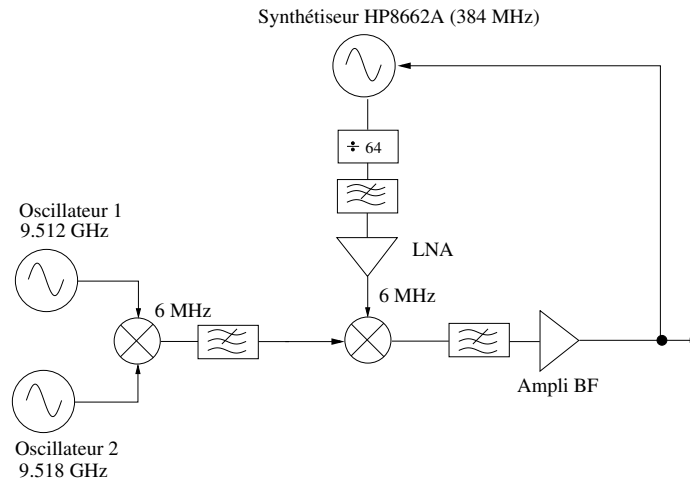 Synthétiseur HP8662A (384 MHz)
÷ 64
LNA
Oscillateur 1
9.512 GHz
6 MHz
6 MHz
Ampli BF
Oscillateur 2
9.518 GHz